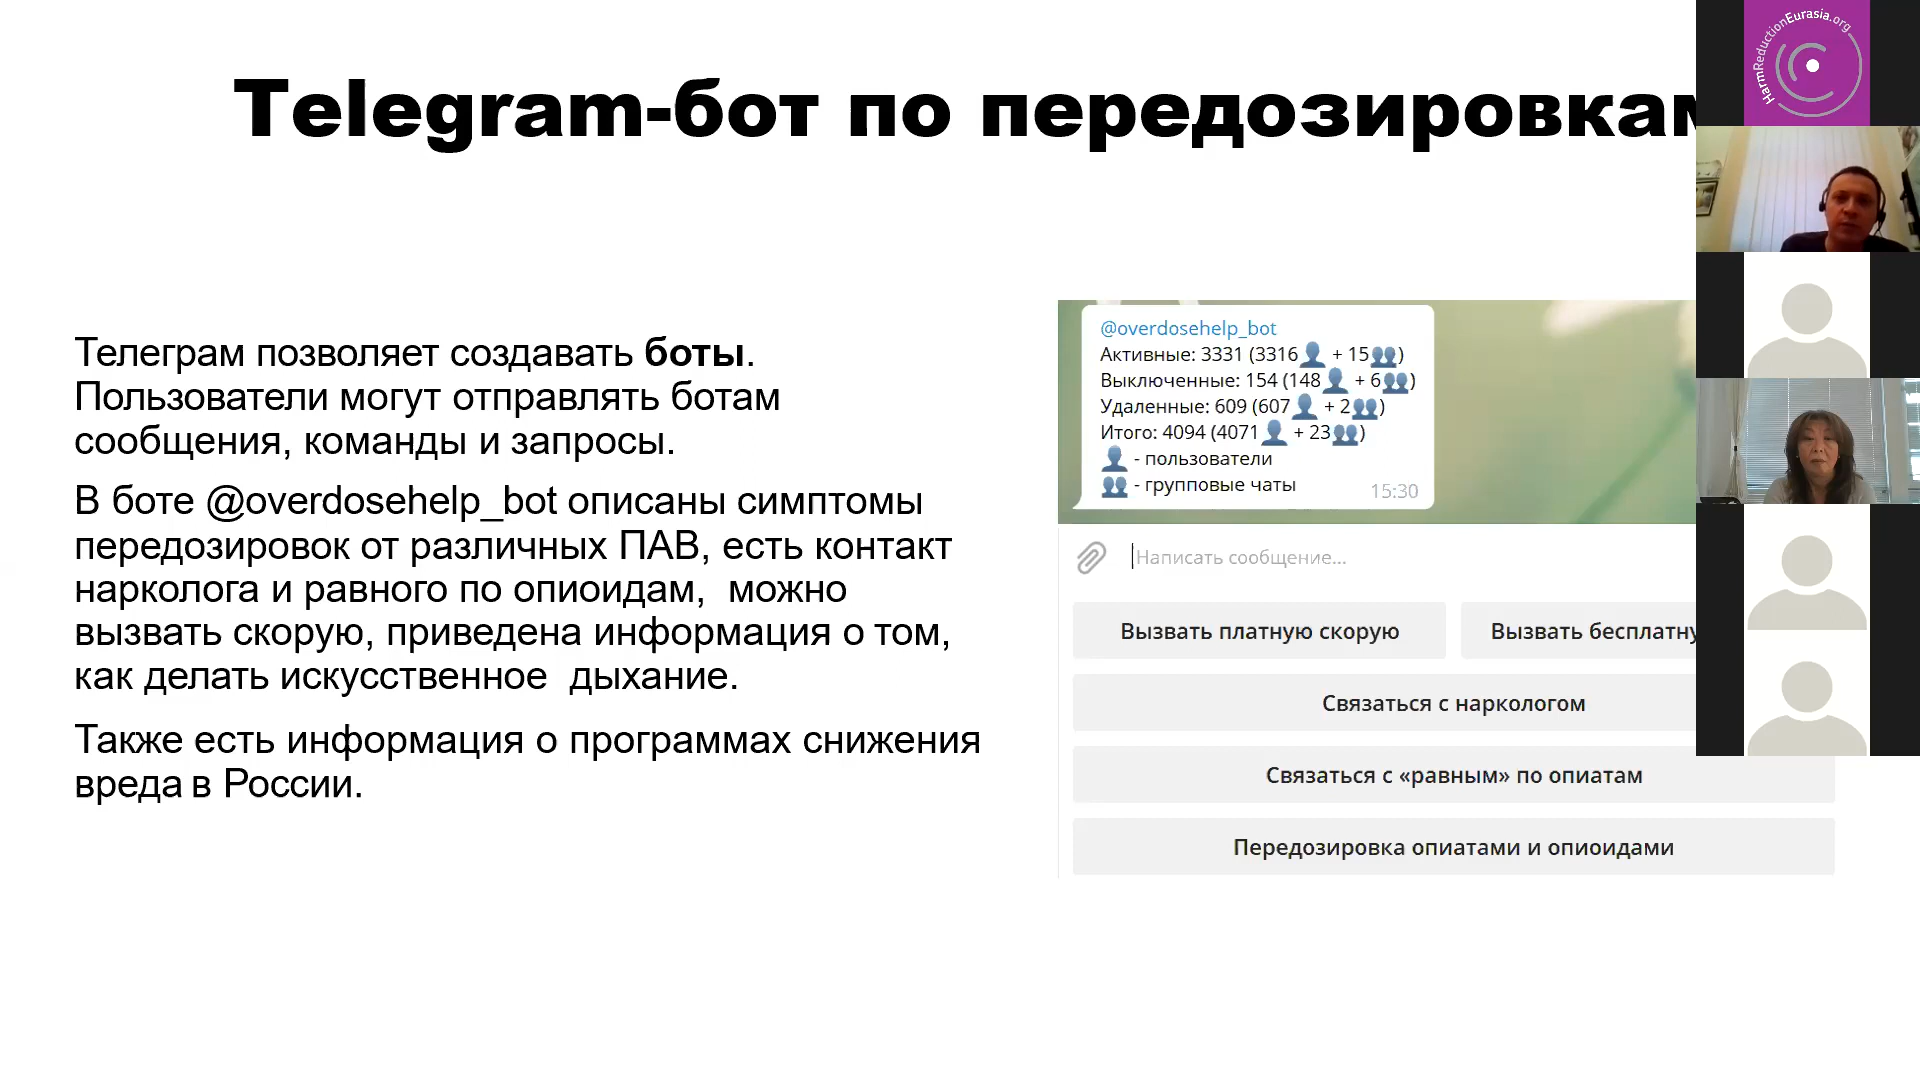 Telegram-бот по передозировкам
HarmReductionEurasia.org
Телеграм позволяет создавать боты.
Пользователи могут отправлять ботам
сообщения, команды и запросы.
В боте @overdosehelp_bot описаны симптомы
передозировок от различных ПАВ, есть контакт
нарколога и равного по опиоидам, можно
вызвать скорую, приведена информация о том,
как делать искусственное дыхание.
Также есть информация о программах снижения
вреда в России.
@overdosehelp_bot
Активные: 3331 (3316 + 15)
Выключенные: 154 (148 + 6)
Удаленные: 609 (607 + 2)
Итого: 4094 (4071 + 23)
- пользователи
- групповые чаты
15:30
Написать сообщение...
Вызвать платную скорую
Вызвать бесплатну
Связаться с наркологом
Связаться с «равным» по опиатам
Передозировка опиатами и опиоидами